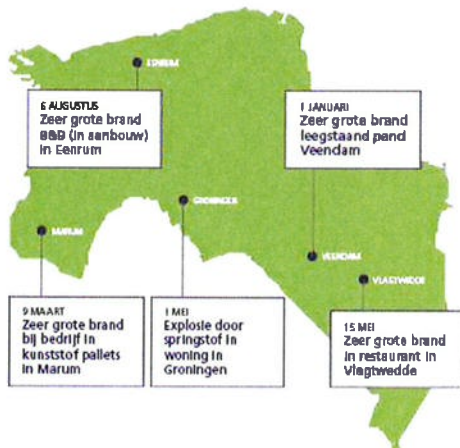 EENRUM
6 AUGUSTUS
Zeer grote brand
B&B (in aanbouw)
in Eenrum
1 JANUARI
Zeer grote brand
leegstaand pand
Veendam
GRONINGEN
MARUM
VEENDAM
VLAGTWEDDE
9 MAART
Zeer grote brand
bij bedrijf in
kunststof pallets
in Marum
1 MEI
Explosie door
springstof in
woning in
Groningen
15 MEI
Zeer grote brand
in restaurant in
Vlagtwedde